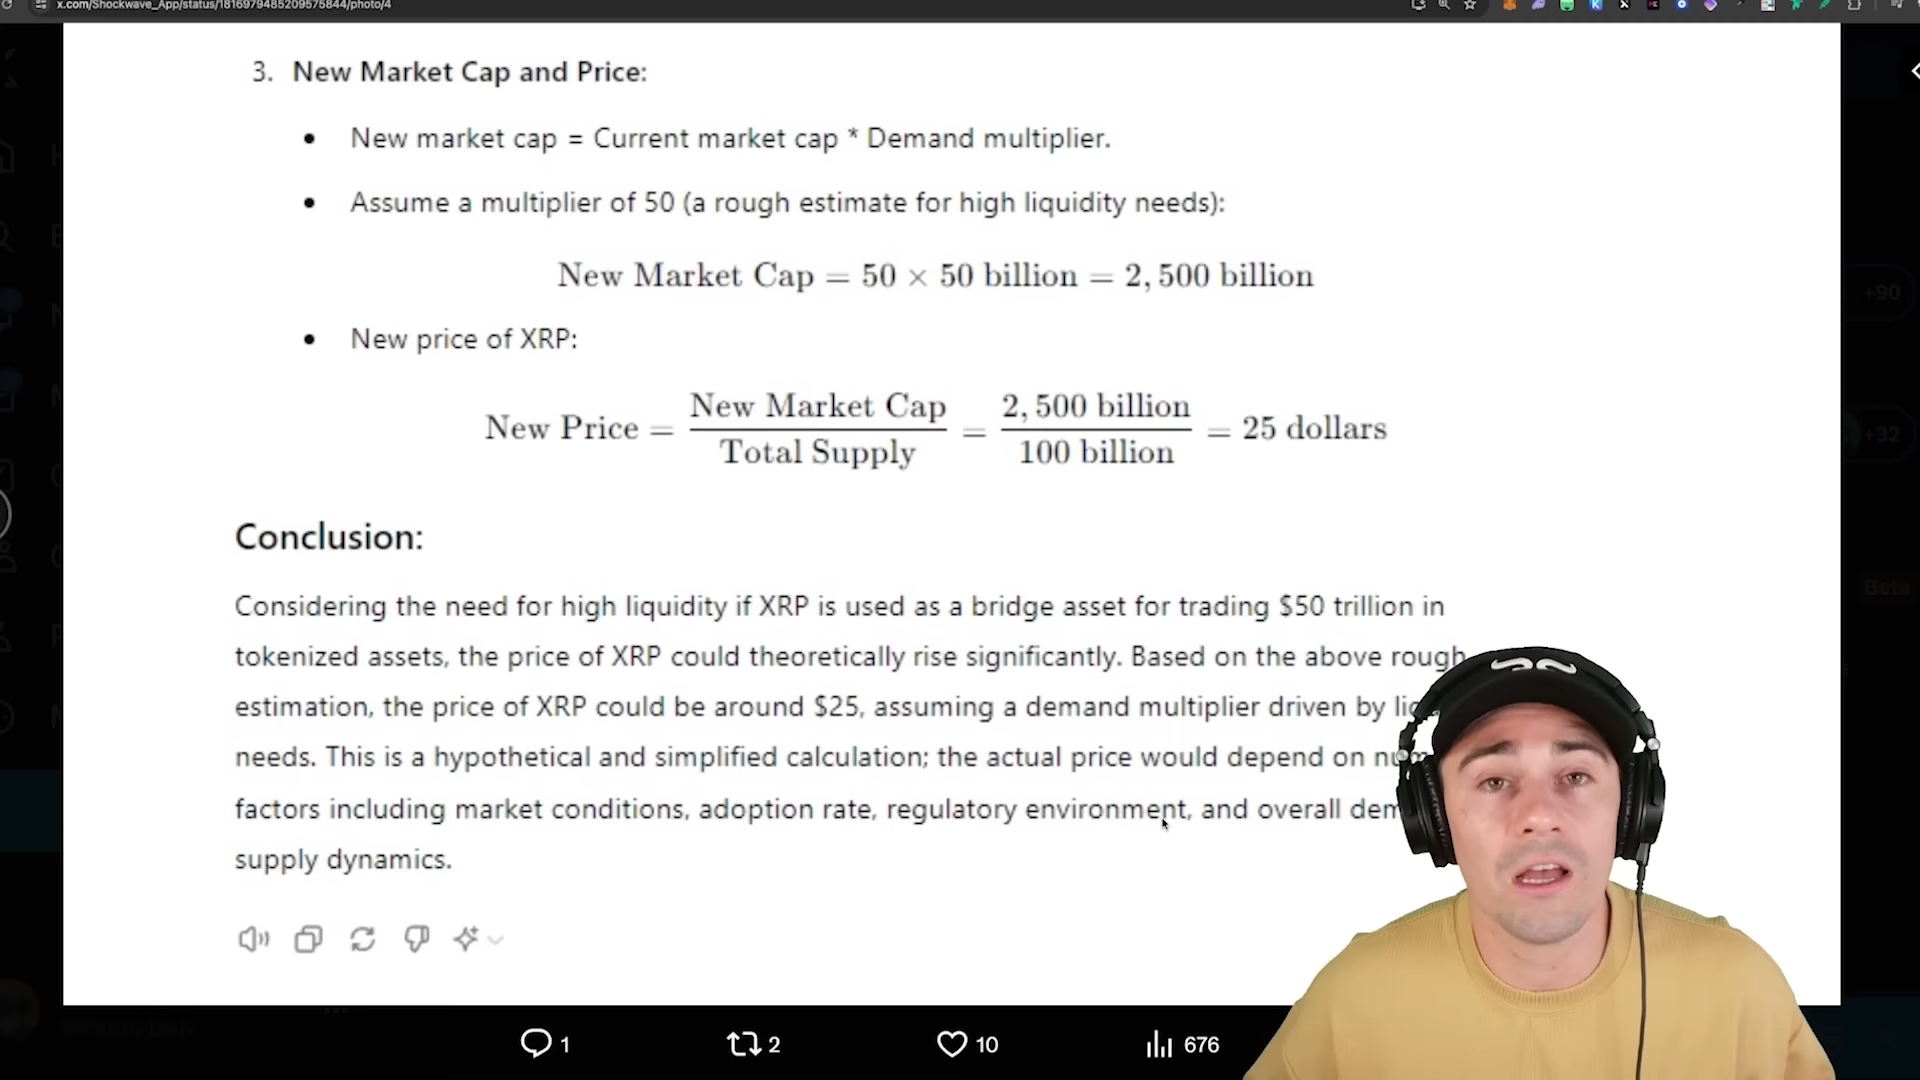 x.com/Shockwave_App/status/1816979485209575844/photo/4
3. New Market Cap and Price:
• New market cap = Current market cap * Demand multiplier.
• Assume a multiplier of 50 (a rough estimate for high liquidity needs):
New Market Cap = 50 × 50 billion = 2, 500 billion
• New price of XRP:
New Price = New Market Cap / Total Supply = 2, 500 billion / 100 billion = 25 dollars
Conclusion:
Considering the need for high liquidity if XRP is used as a bridge asset for trading $50 trillion in
tokenized assets, the price of XRP could theoretically rise significantly. Based on the above rough
estimation, the price of XRP could be around $25, assuming a demand multiplier driven by
needs. This is a hypothetical and simplified calculation; the actual price would depend on
factors including market conditions, adoption rate, regulatory environment, and overall
supply dynamics.
1 2 10 676
+90
+32
Beta